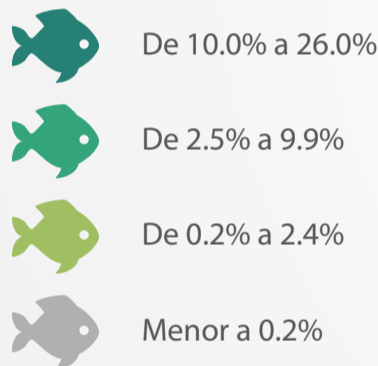 De 10.0% a 26.0%
De 2.5% a 9.9%
De 0.2% a 2.4%
Menor a 0.2%